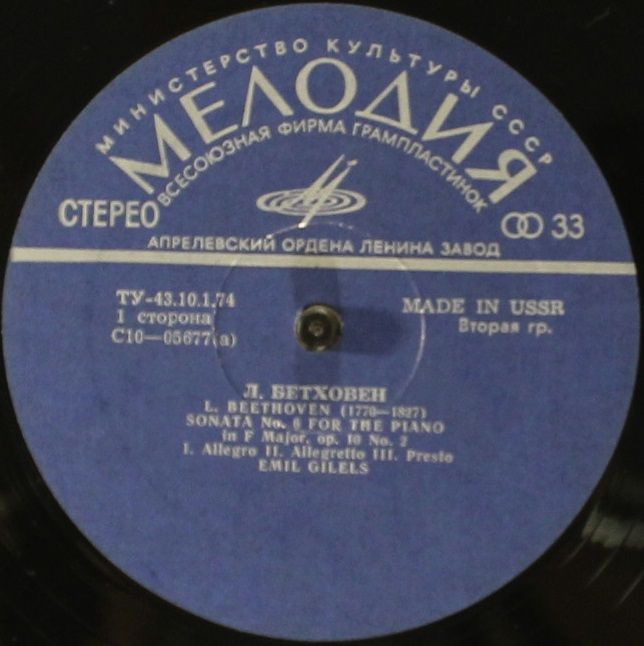 МИНИСТЕРСТВО КУЛЬТУРЫ СССР
МЕЛОДИЯ
ВСЕСОЮЗНАЯ ФИРМА ГРАМПЛАСТИНОК
СТЕРЕО
33
АПРЕЛЕВСКИЙ ОРДЕНА ЛЕНИНА ЗАВОД
ТУ-43.10.1.74
1 сторона
С10—05677(а)
MADE IN USSR
Вторая гр.
Л. БЕТХОВЕН
L. BEETHOVEN (1770—1827)
SONATA No. 6 FOR THE PIANO
in F Major, op. 10 No. 2
I. Allegro II. Allegretto III. Presto
EMIL GILELS